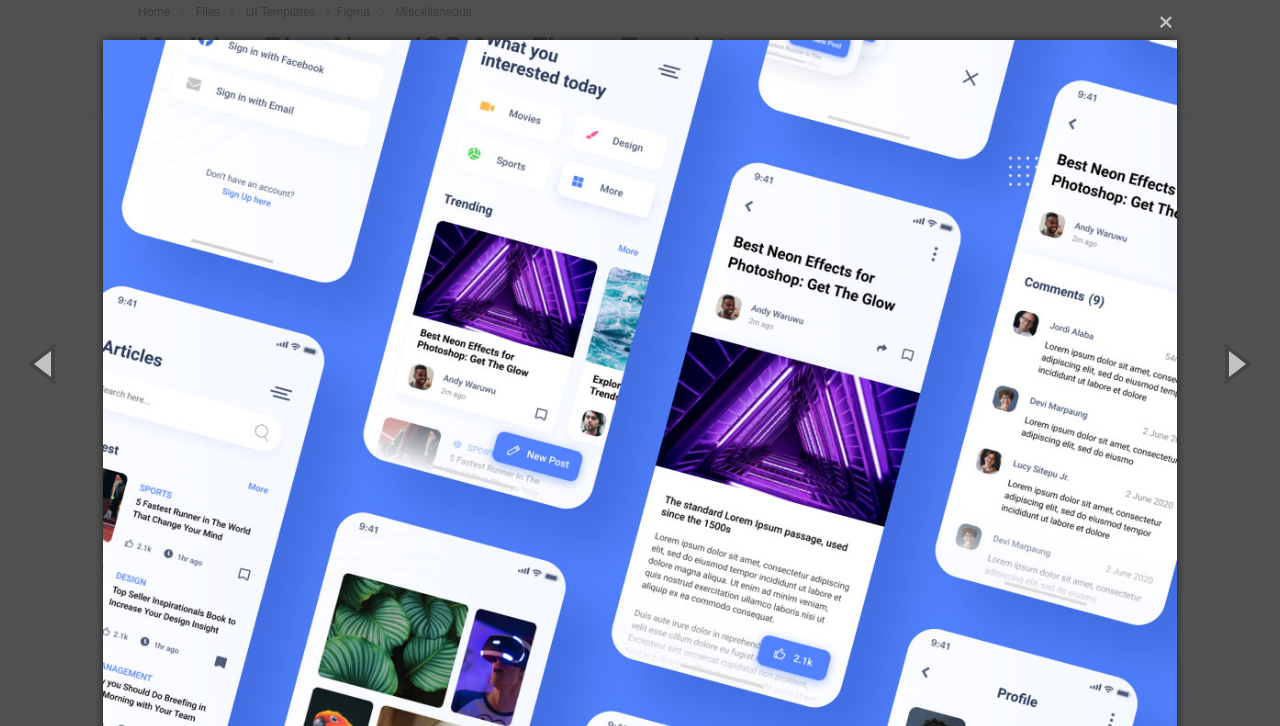 Home
Files
UI Templates
Figma
Miscellaneous
×
Sign in with Facebook
Sign in with Email
Don't have an account?
Sign Up here
What you
interested today
Movies
Design
Sports
More
Trending
More
Best Neon Effects for
Photoshop: Get The Glow
Andy Waruwu
2m ago
Explor
Trends
SPORTS
5 Fastest Runner in The
New Post
9:41
Articles
Search here...
More
SPORTS
5 Fastest Runner in The World
That Change Your Mind
2.1k
1hr ago
DESIGN
Top Seller Inspirationals Book to
Increase Your Design Insight
2.1k
1hr ago
ANAGEMENT
y you Should Do Breefing in
Morning with Your Team
9:41
New Post
9:41
Best Neon Effects for
Photoshop: Get The Glow
Andy Waruwu
2m ago
The standard Lorem Ipsum passage, used
since the 1500s
Lorem ipsum dolor sit amet, consectetur adipiscing
elit, sed do eiusmod tempor incididunt ut labore et
dolore magna aliqua. Ut enim ad minim veniam,
quis nostrud exercitation ullamco laboris nisi ut
aliquip ex ea commodo consequat.
Duis aute irure dolor in reprehend
velit esse cillum dolore eu fugiat
Excepteur sint occaecat cupidatat non proident,
2.1k
9:41
Best Neon Effects
Photoshop: Get The
Andy Waruwu
2m ago
Comments (9)
Jordi Alaba
54
Lorem ipsum dolor sit amet, consectetur
adipiscing elit, sed do eiusmod tempor
incididunt ut labore et dolore
Devi Marpaung
2 June 2020
Lorem ipsum dolor sit amet, consectetur
adipiscing elit, sed do eiusmo
Lucy Sitepu Jr.
2 June 2020
Lorem ipsum dolor sit amet, consectetur
adipiscing elit, sed do eiusmod tempor
incididunt ut labore et dolore
Devi Marpaung
2 June 2020
Lorem ipsum dolor sit amet, consectetur
adipiscing elit, sed do eiusmo
9:41
Profile
9:41